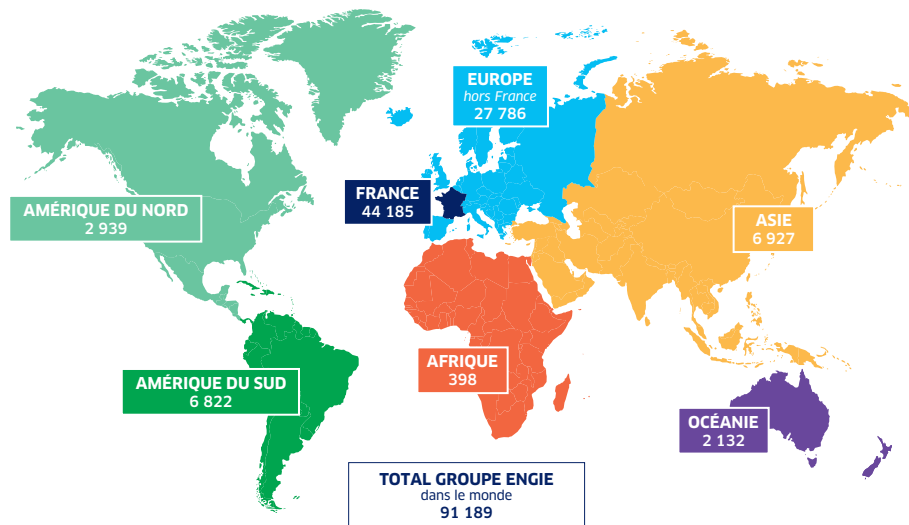 EUROPE
hors France
27 786
FRANCE
44 185
AMÉRIQUE DU NORD
2 939
ASIE
6 927
AFRIQUE
398
AMÉRIQUE DU SUD
6 822
OCÉANIE
2 132
TOTAL GROUPE ENGIE
dans le monde
91 189